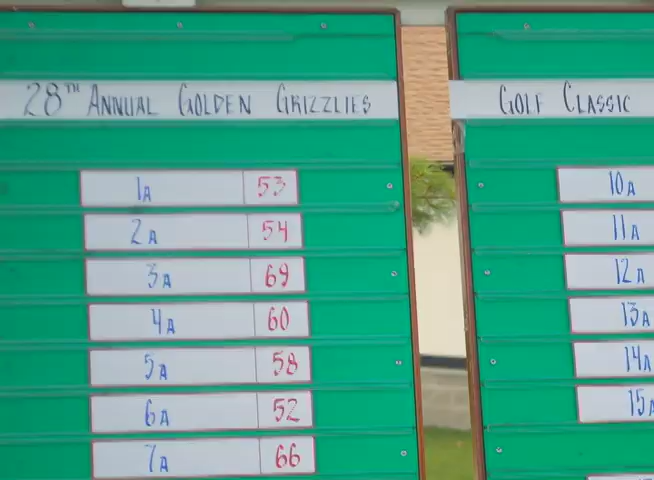 28TH ANNUAL GOLDEN GRIZZLIES
1A 53
2A 54
3A 69
4A 60
5A 58
6A 52
7A 66
GOLF CLASSIC
10A
11A
12A
13A
14A
15A